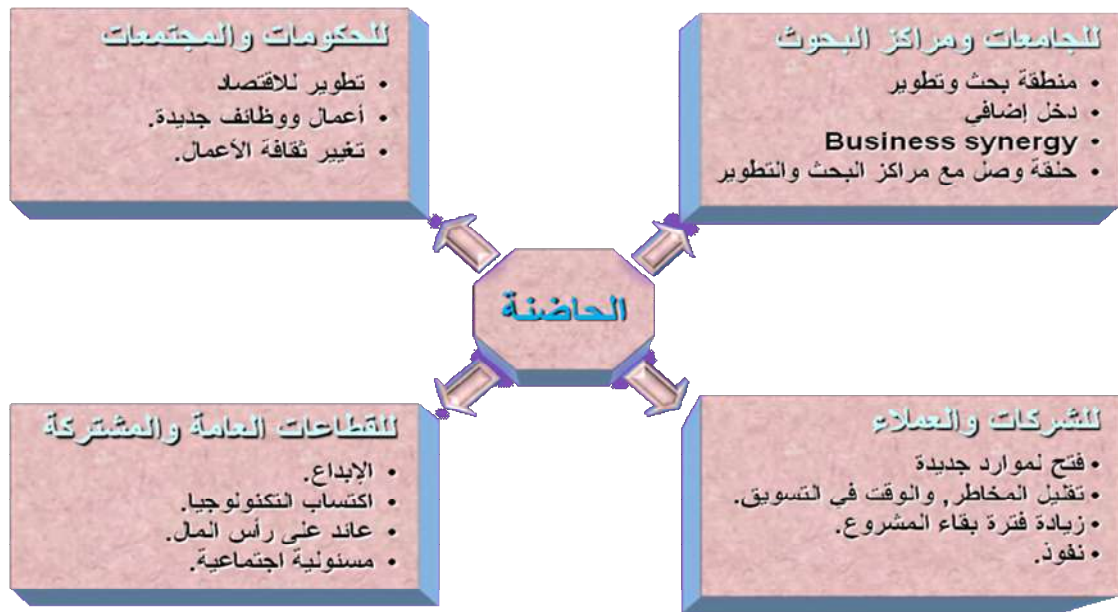 للجامعات ومراكز البحوث
• منطقة بحث وتطوير
• دخل إضافي
• Business synergy
• حلقة وصل مع مراكز البحث والتطوير
للحكومات والمجتمعات
• تطوير للاقتصاد
• أعمال ووظائف جديدة.
• تغيير ثقافة الأعمال.
الحاضنة
للشركات والعملاء
• فتح لموارد جديدة
• تقليل المخاطر, والوقت في التسويق.
• زيادة فترة بقاء المشروع.
• نفوذ.
للقطاعات العامة والمشتركة
• الإبداع.
• اكتساب التكنولوجيا.
• عائد على رأس المال.
• مسئولية اجتماعية.